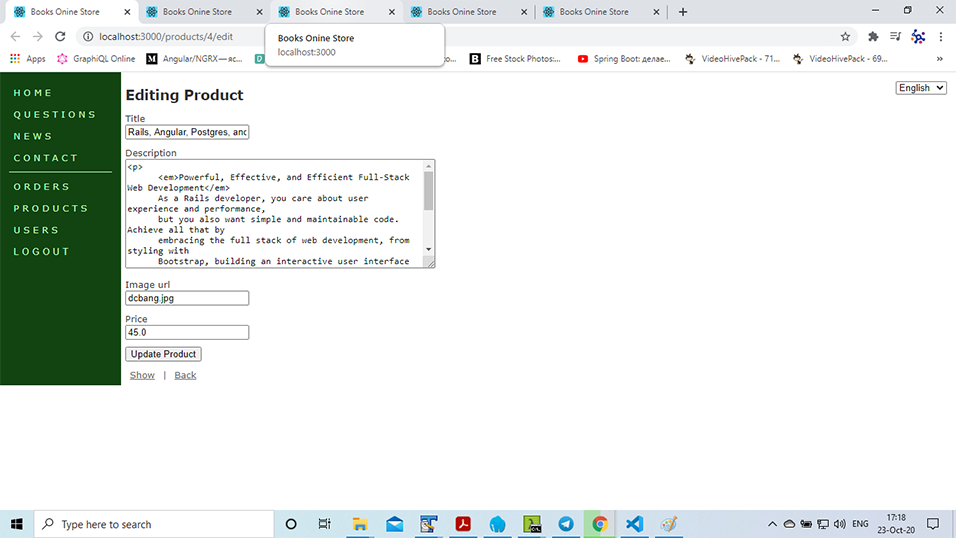 Books Onine Store
Books Onine Store
Books Onine Store
Books Onine Store
Books Onine Store
localhost:3000/products/4/edit
Books Onine Store
localhost:3000
Apps
GraphiQL Online
Angular/NGRX — яс...
Free Stock Photos:...
Spring Boot: делае...
VideoHivePack - 71...
VideoHivePack - 69...
»
HOME
QUESTIONS
NEWS
CONTACT
ORDERS
PRODUCTS
USERS
LOGOUT
English
Editing Product
Title
Rails, Angular, Postgres, and
Description
<p>
<em>Powerful, Effective, and Efficient Full-Stack
Web Development</em>
As a Rails developer, you care about user
experience and performance,
but you also want simple and maintainable code.
Achieve all that by
embracing the full stack of web development, from
styling with
Bootstrap, building an interactive user interface
Image url
dcbang.jpg
Price
45.0
Update Product
Show | Back
Type here to search
ENG
17:18
23-Oct-20